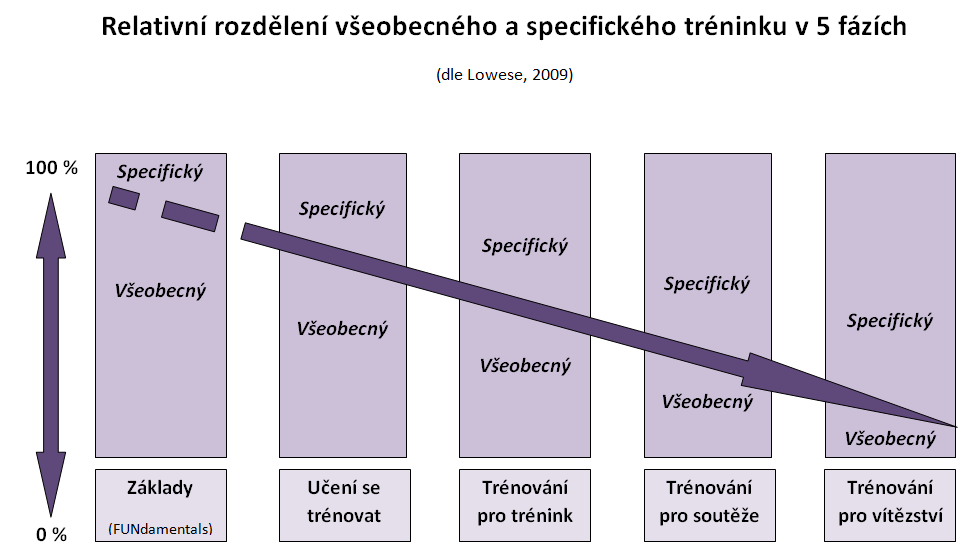 Relativní rozdělení všeobecného a specifického tréninku v 5 fázích
(dle Lowese, 2009)
100 %
0 %
Specifický
Všeobecný
Specifický
Všeobecný
Specifický
Všeobecný
Specifický
Všeobecný
Specifický
Všeobecný
Základy
(FUNdamentals)
Učení se
trénovat
Trénování
pro trénink
Trénování
pro soutěže
Trénování
pro vítězství